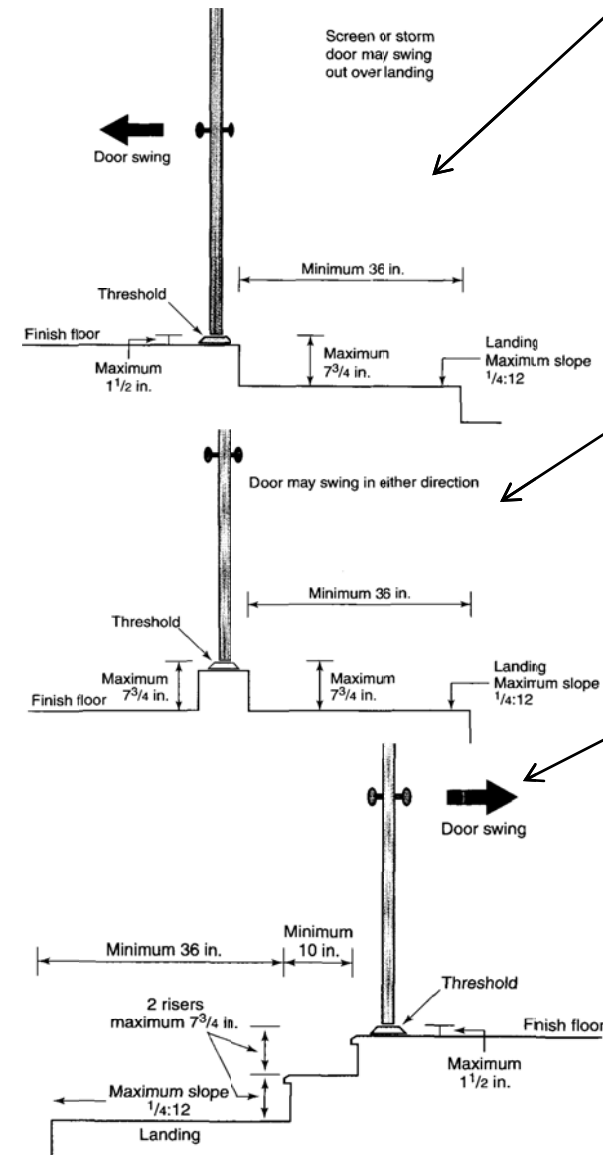 Screen or storm
door may swing
out over landing
Door swing
Minimum 36 in.
Threshold
Finish floor
Maximum
1 1/2 in.
Maximum
7 3/4 in.
Landing
Maximum slope
1/4:12
Door may swing in either direction
Minimum 36 in.
Threshold
Maximum
7 3/4 in.
Finish floor
Maximum
7 3/4 in.
Landing
Maximum slope
1/4:12
Door swing
Minimum
10 in.
Minimum 36 in.
Threshold
2 risers
maximum 7 3/4 in.
Finish floor
Maximum
1 1/2 in.
Maximum slope
1/4:12
Landing